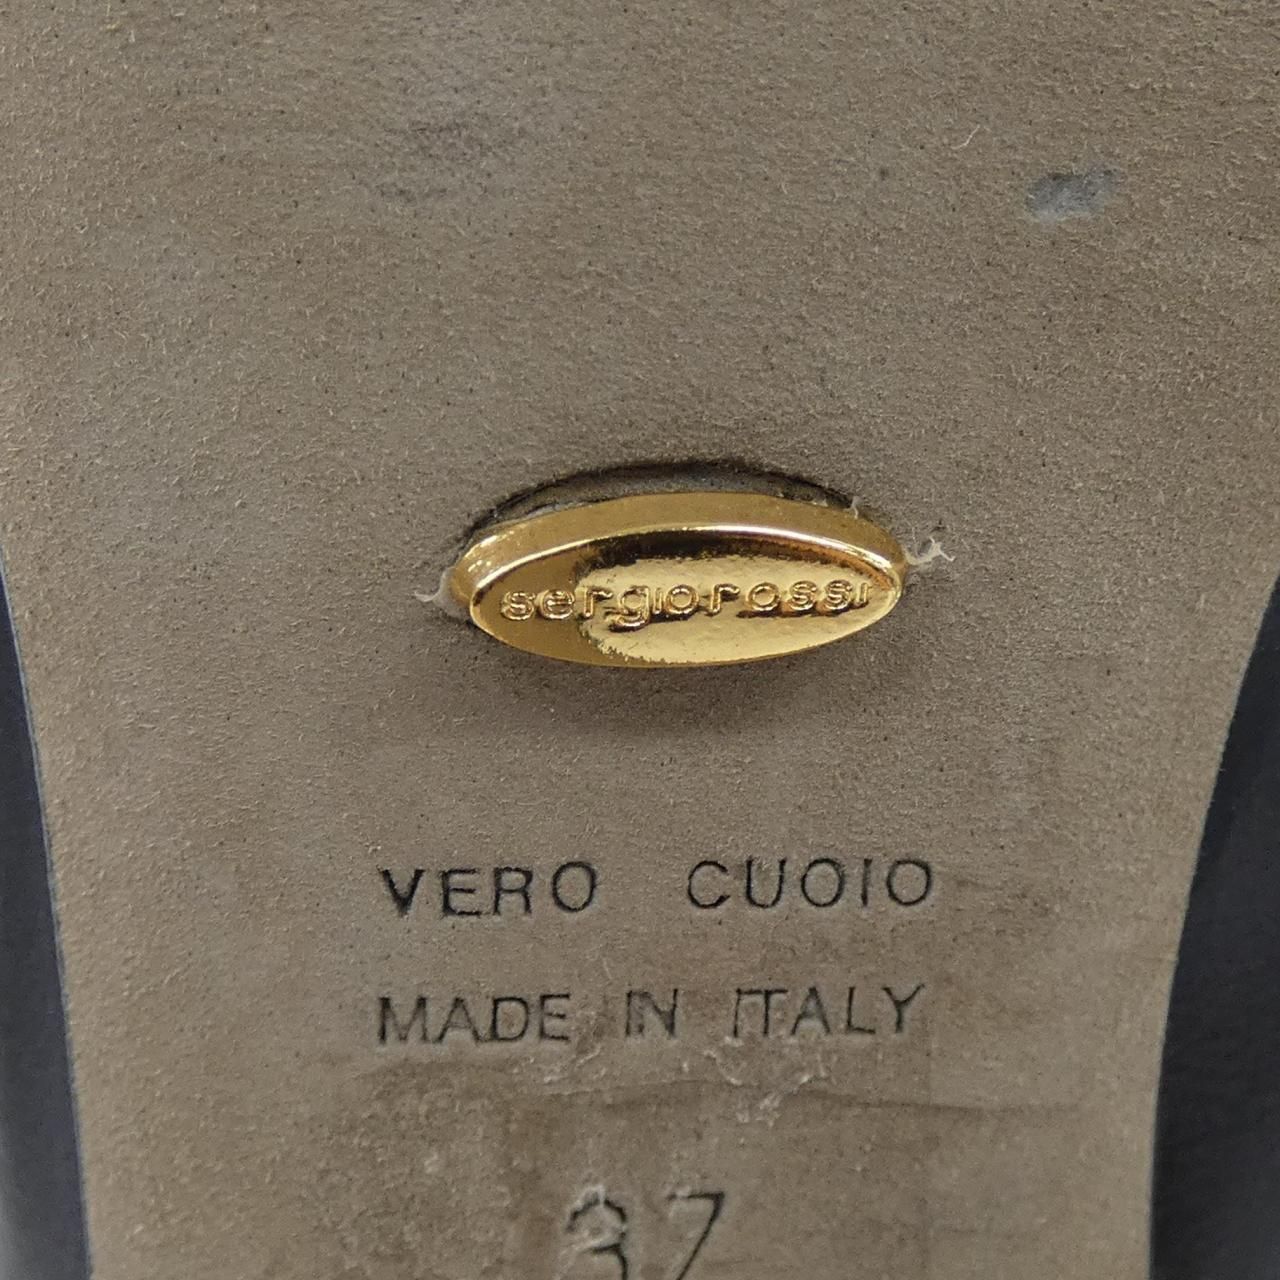 sergiorossi
VERO CUOIO
MADE IN ITALY
37